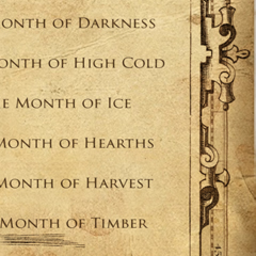 ONTH OF DARKNESS
ONTH OF HIGH COLD
E MONTH OF ICE
MONTH OF HEARTHS
MONTH OF HARVEST
MONTH OF TIMBER